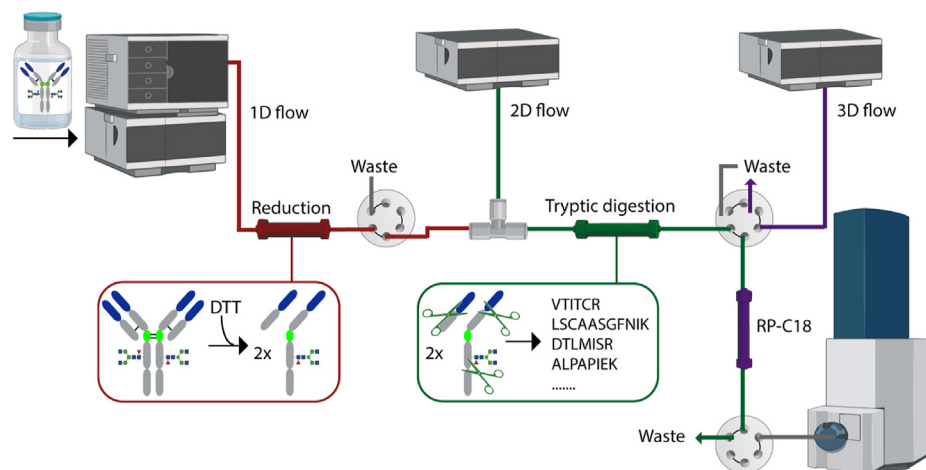 1D flow
2D flow
3D flow
Waste
Waste
Reduction
Tryptic digestion
DTT
2x
2x
VTITCR
LSCAASGFNIK
DTLMISR
ALPAPIEK
.......
RP-C18
Waste